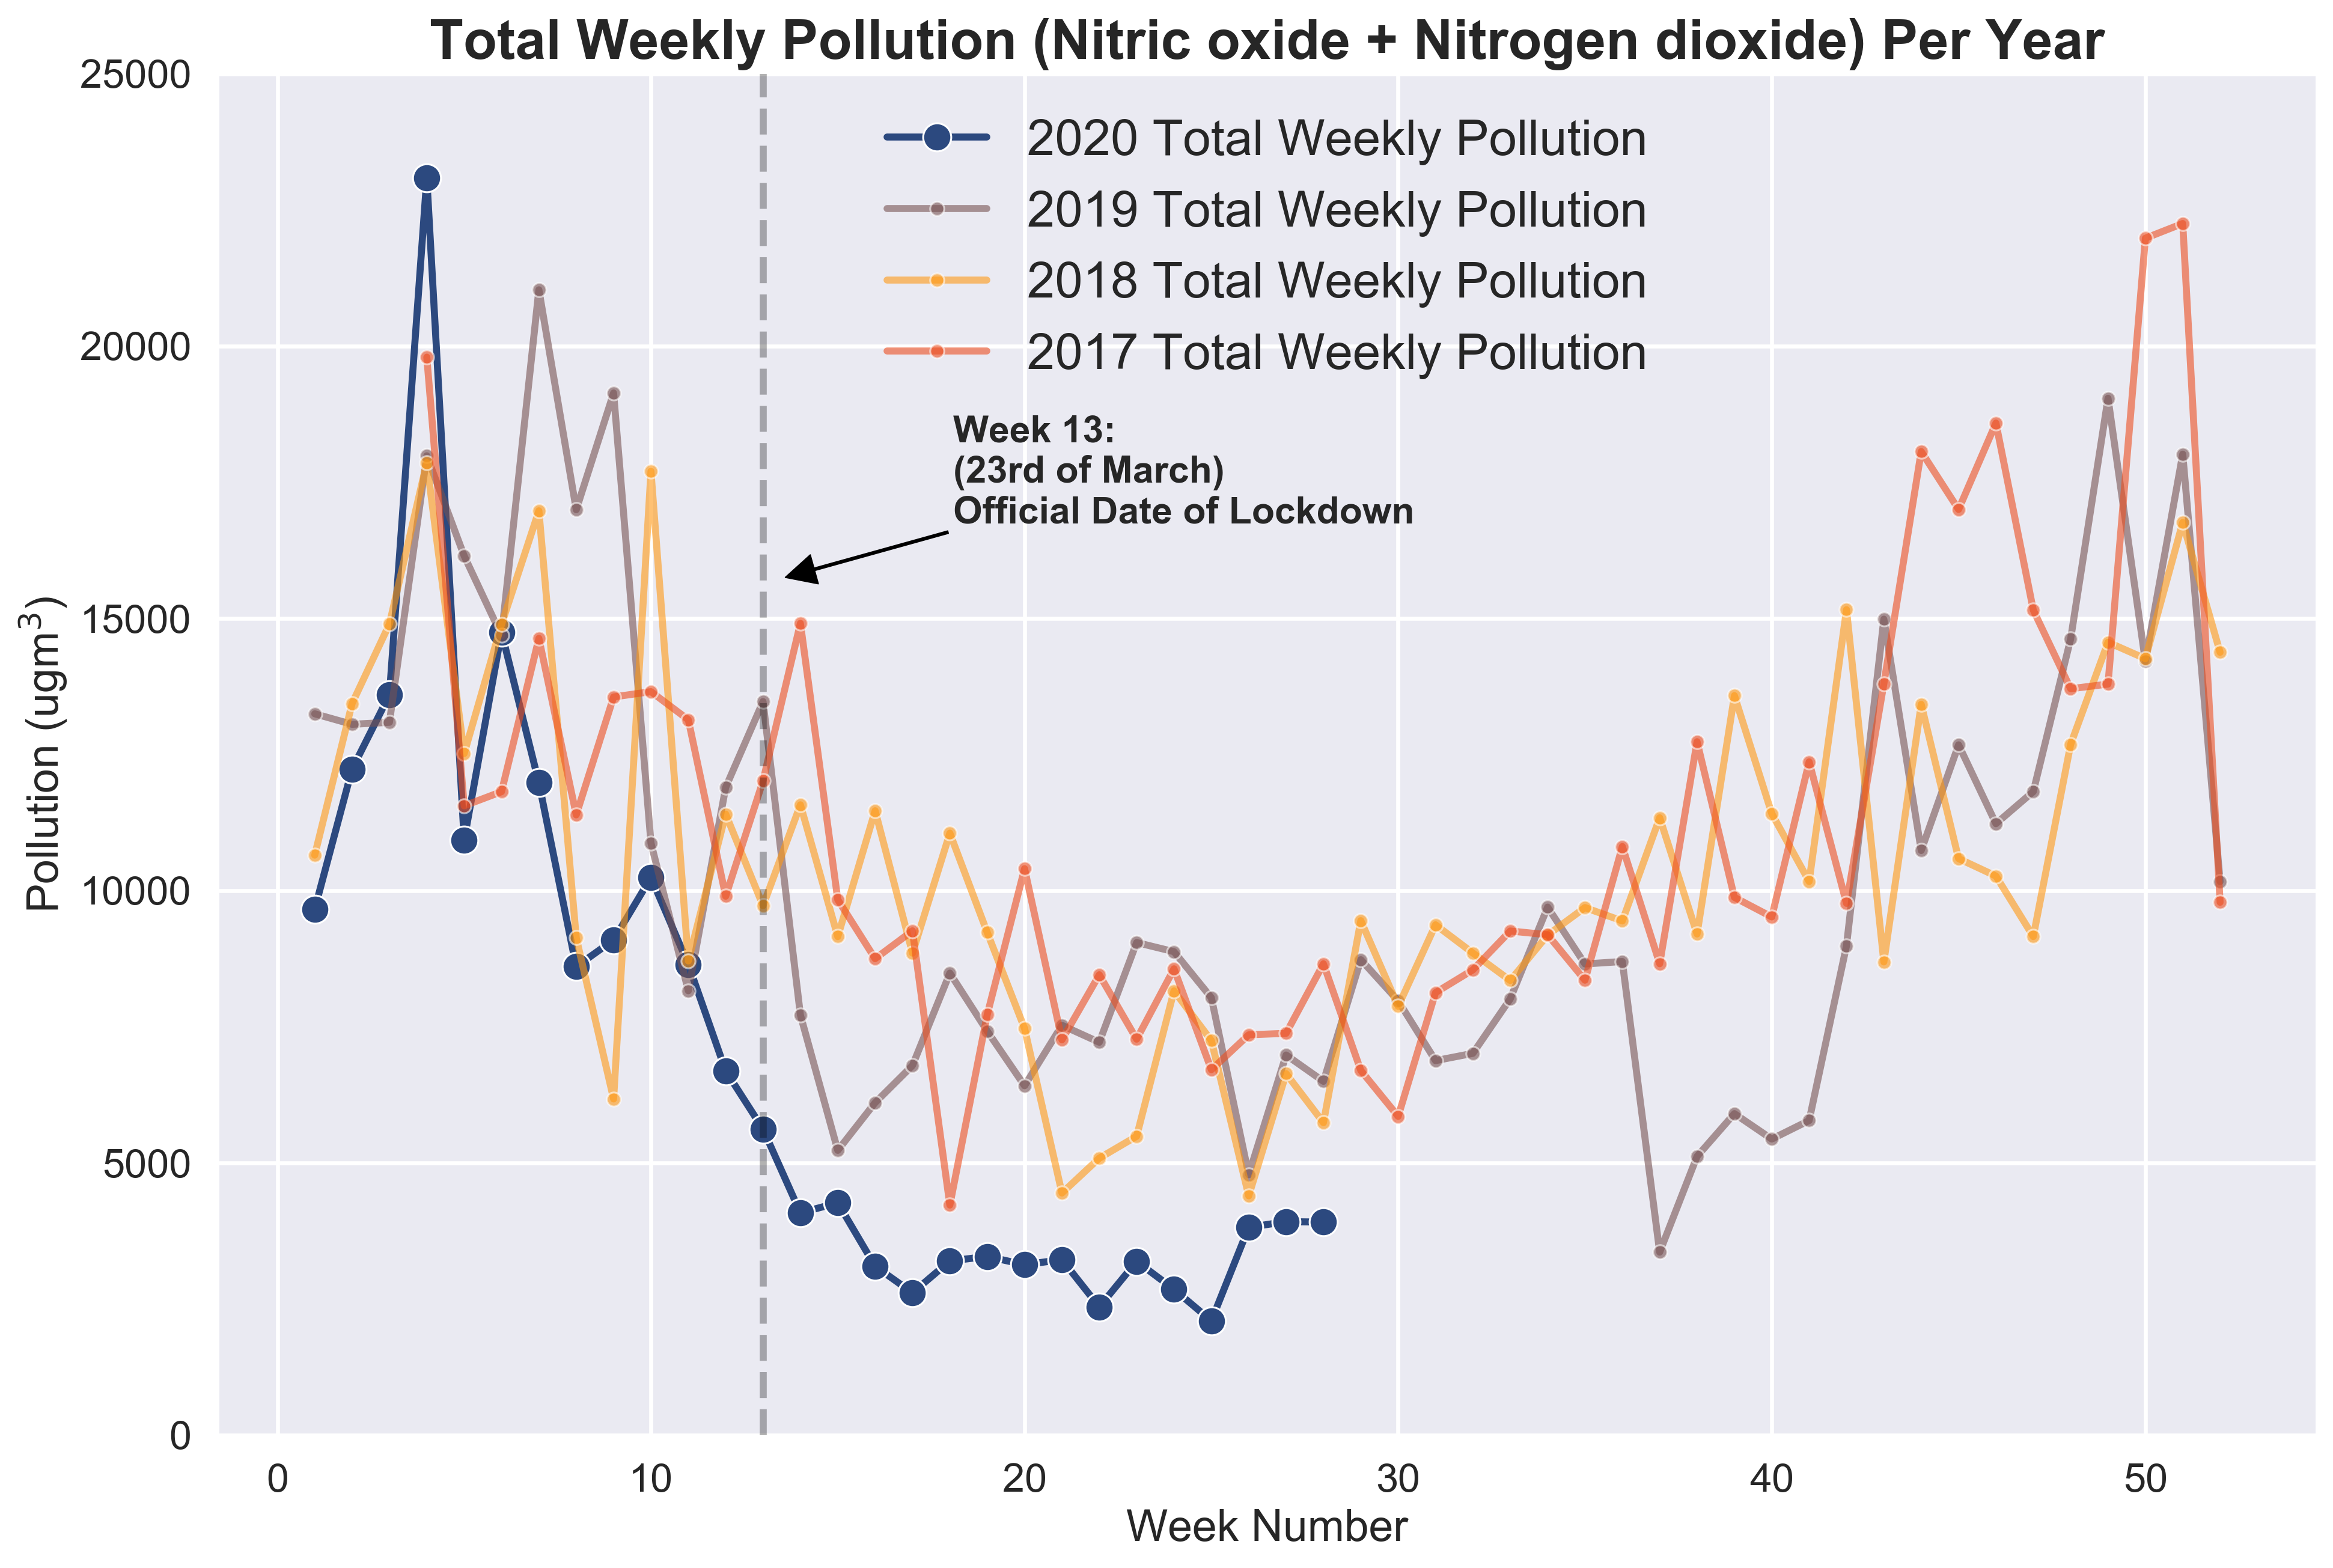 Total Weekly Pollution (Nitric oxide + Nitrogen dioxide) Per Year
25000
20000
15000
10000
5000
0
Pollution (ugm³)
2020 Total Weekly Pollution
2019 Total Weekly Pollution
2018 Total Weekly Pollution
2017 Total Weekly Pollution
Week 13:
(23rd of March)
Official Date of Lockdown
0 10 20 30 40 50
Week Number